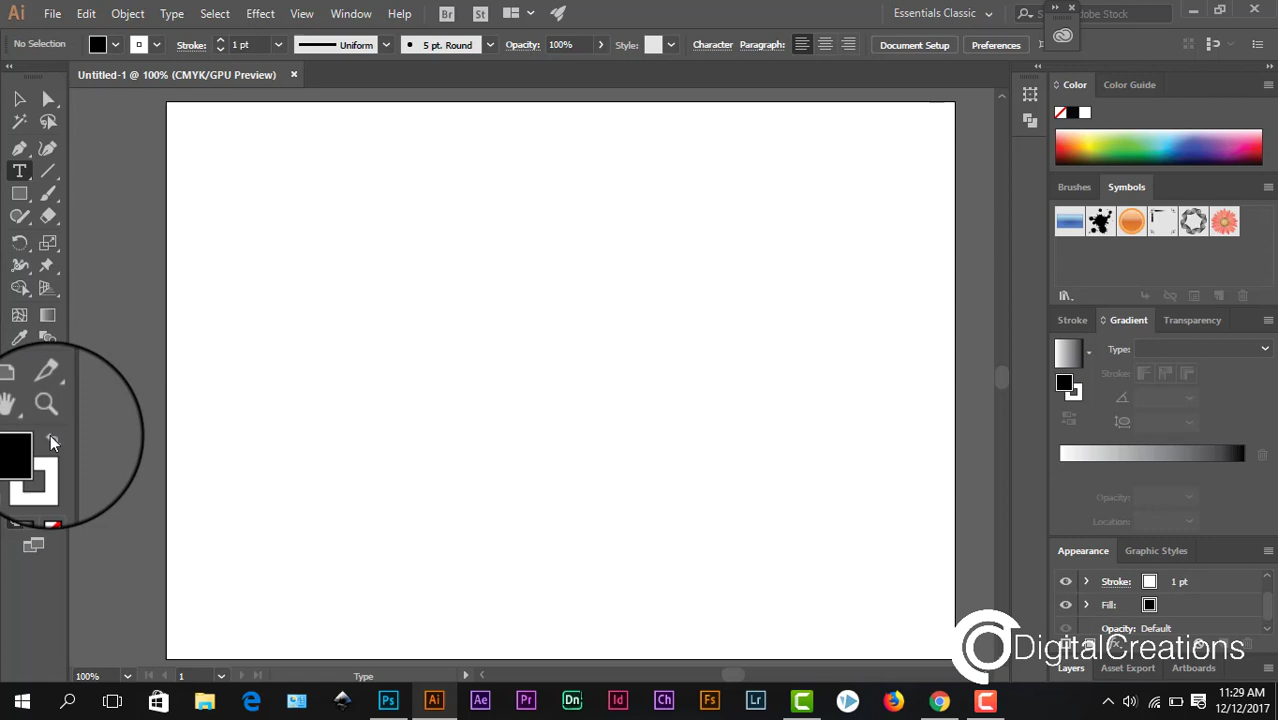 Ai File Edit Object Type Select Effect View Window Help Br St Essentials Classic Adobe Stock
No Selection Stroke: 1 pt Uniform 5 pt. Round Opacity: 100% Style: Character Paragraph: Document Setup Preferences
Untitled-1 @ 100% (CMYK/GPU Preview)
Color Color Guide
T
Brushes Symbols
Stroke Gradient Transparency
Type:
Stroke:
Opacity:
Location:
Appearance Graphic Styles
Stroke: 1 pt
Fill:
Opacity: Default
DigitalCreations
Layers Asset Export Artboards
100% 1 Type
Ps Ai Ae Pr Dn Id Ch Fs Lr
11:29 AM
12/12/2017